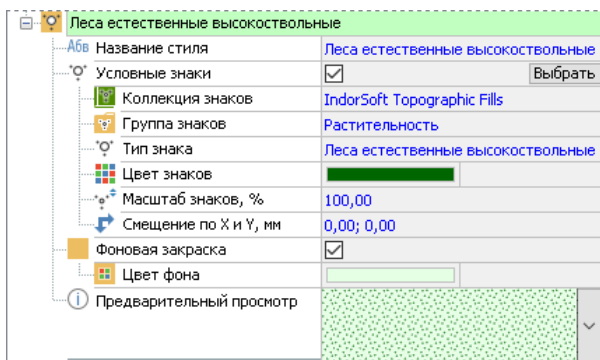 Леса естественные высокоствольные
Абв Название стиля Леса естественные высокоствольные
Условные знаки Выбрать
Коллекция знаков IndorSoft Topographic Fills
Группа знаков Растительность
Тип знака Леса естественные высокоствольные
Цвет знаков
Масштаб знаков, % 100,00
Смещение по X и Y, мм 0,00; 0,00
Фоновая закраска
Цвет фона
Предварительный просмотр